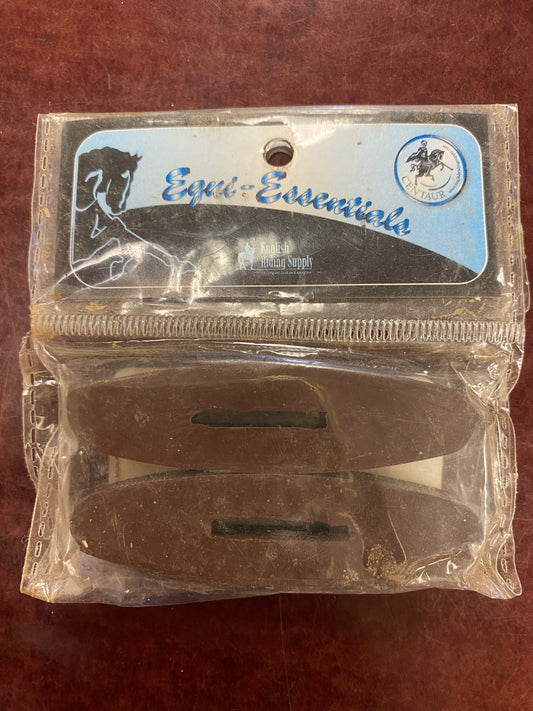 Equi-Essentials
CENTAUR
English
Riding Supply